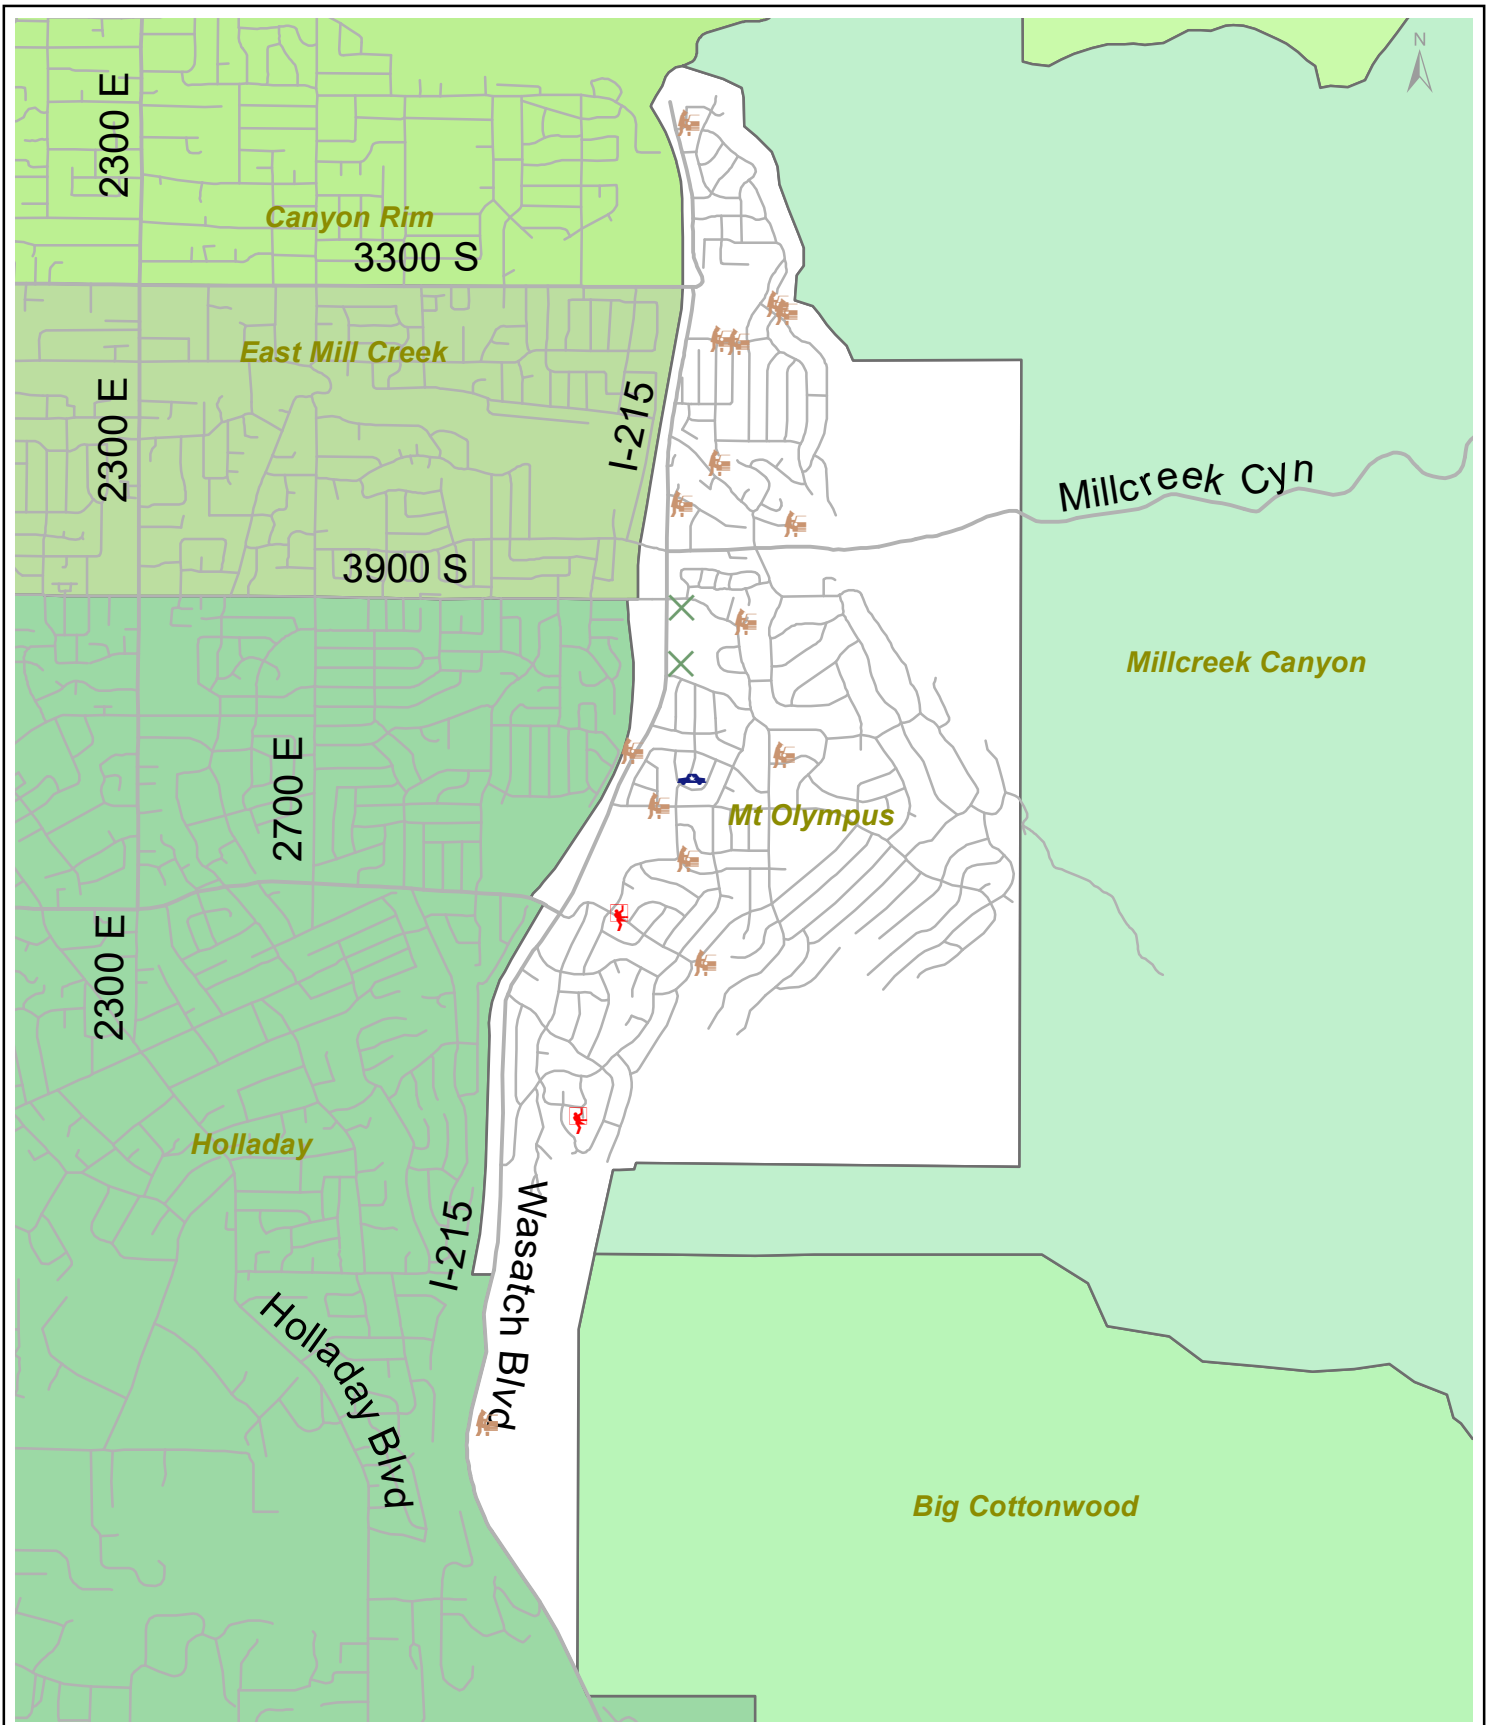 N
2300 E
Canyon Rim
3300 S
East Mill Creek
I-215
2300 E
Millcreek Cyn
3900 S
Millcreek Canyon
2700 E
Mt Olympus
2300 E
Holladay
I-215
Wasatch Blvd
Holladay Blvd
Big Cottonwood